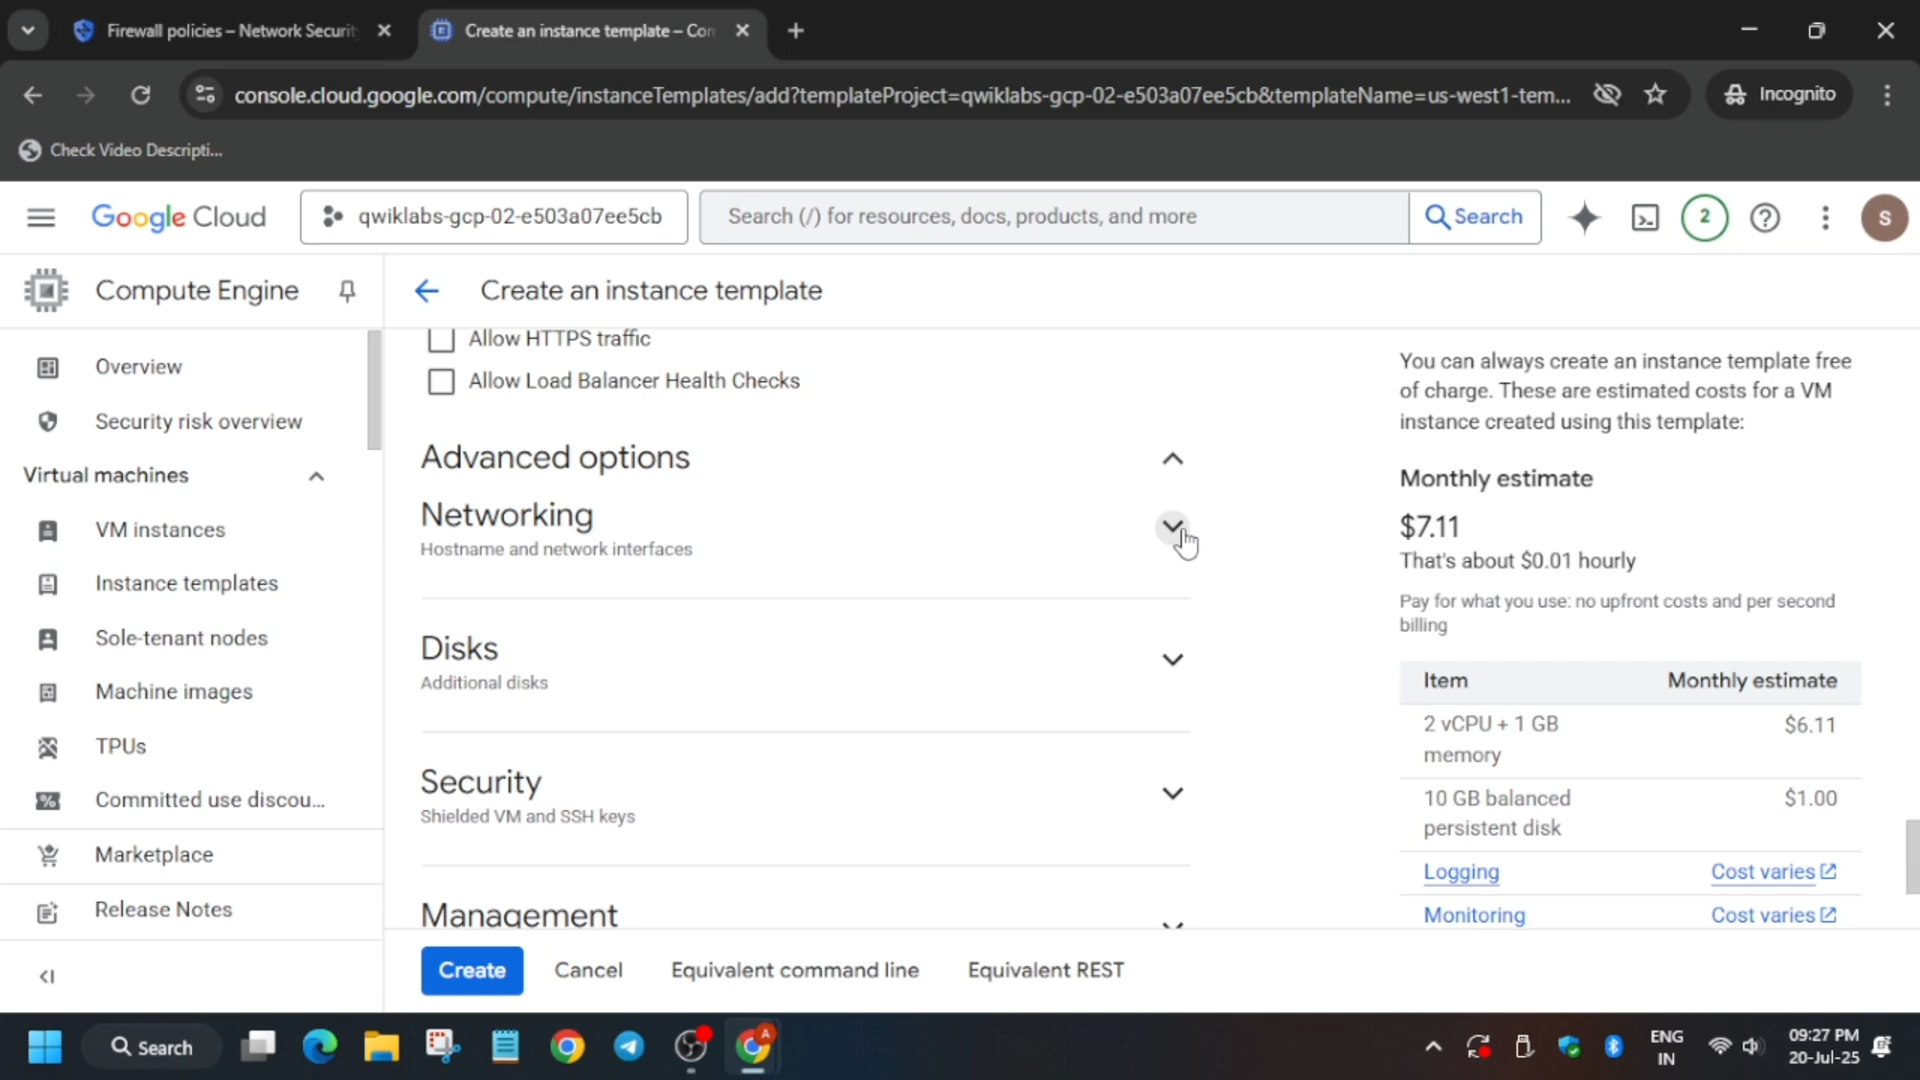 Firewall policies – Network Securit
Create an instance template – Con
console.cloud.google.com/compute/instanceTemplates/add?templateProject=qwiklabs-gcp-02-e503a07ee5cb&templateName=us-west1-tem...
Incognito
Check Video Descripti...
Google Cloud
qwiklabs-gcp-02-e503a07ee5cb
Search (/) for resources, docs, products, and more
Search
2
S
Compute Engine
Create an instance template
Overview
Security risk overview
Virtual machines
VM instances
Instance templates
Sole-tenant nodes
Machine images
TPUs
Committed use discou...
Marketplace
Release Notes
Allow HTTPS traffic
Allow Load Balancer Health Checks
Advanced options
Networking
Hostname and network interfaces
Disks
Additional disks
Security
Shielded VM and SSH keys
Management
You can always create an instance template free
of charge. These are estimated costs for a VM
instance created using this template:
Monthly estimate
$7.11
That's about $0.01 hourly
Pay for what you use: no upfront costs and per second
billing
Item Monthly estimate
2 vCPU + 1 GB
memory $6.11
10 GB balanced
persistent disk $1.00
Logging Cost varies
Monitoring Cost varies
Create Cancel Equivalent command line Equivalent REST
Search
A
ENG
IN
09:27 PM
20-Jul-25